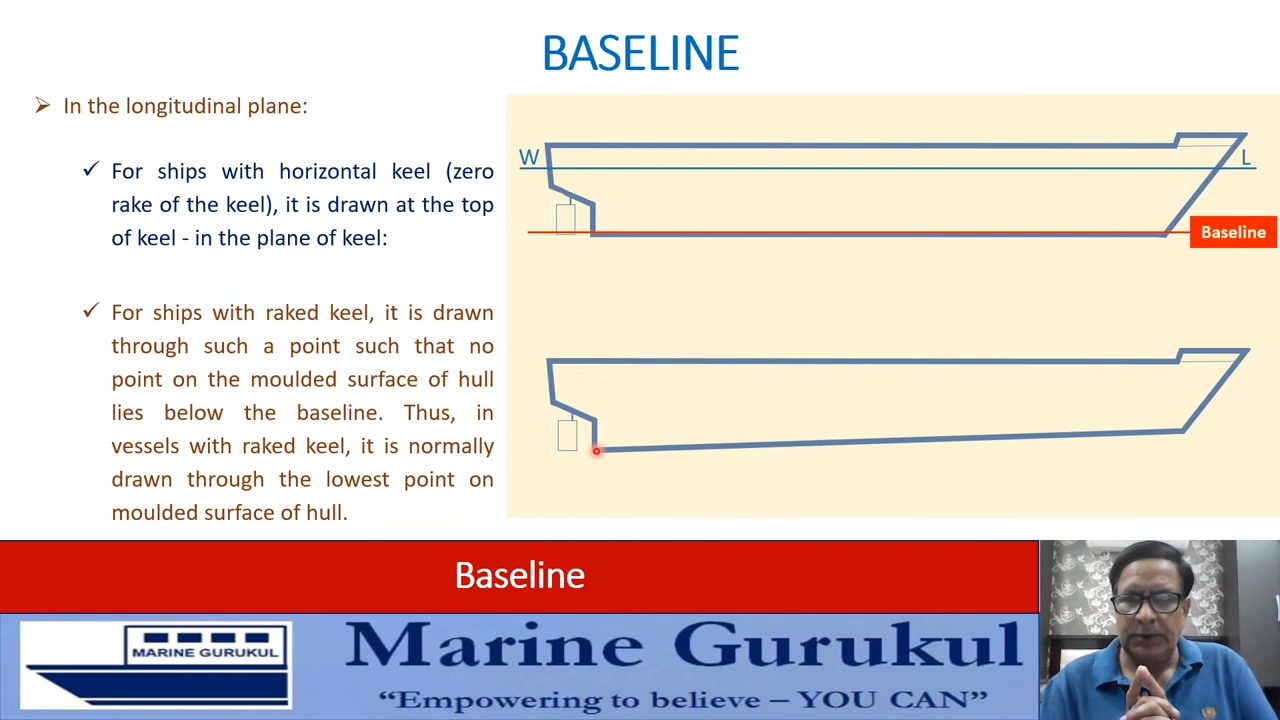 BASELINE
➢ In the longitudinal plane:
✓ For ships with horizontal keel (zero
rake of the keel), it is drawn at the top
of keel - in the plane of keel:
✓ For ships with raked keel, it is drawn
through such a point such that no
point on the moulded surface of hull
lies below the baseline. Thus, in
vessels with raked keel, it is normally
drawn through the lowest point on
moulded surface of hull.
W
L
Baseline
Baseline
MARINE GURUKUL
Marine Gurukul
“Empowering to believe – YOU CAN”